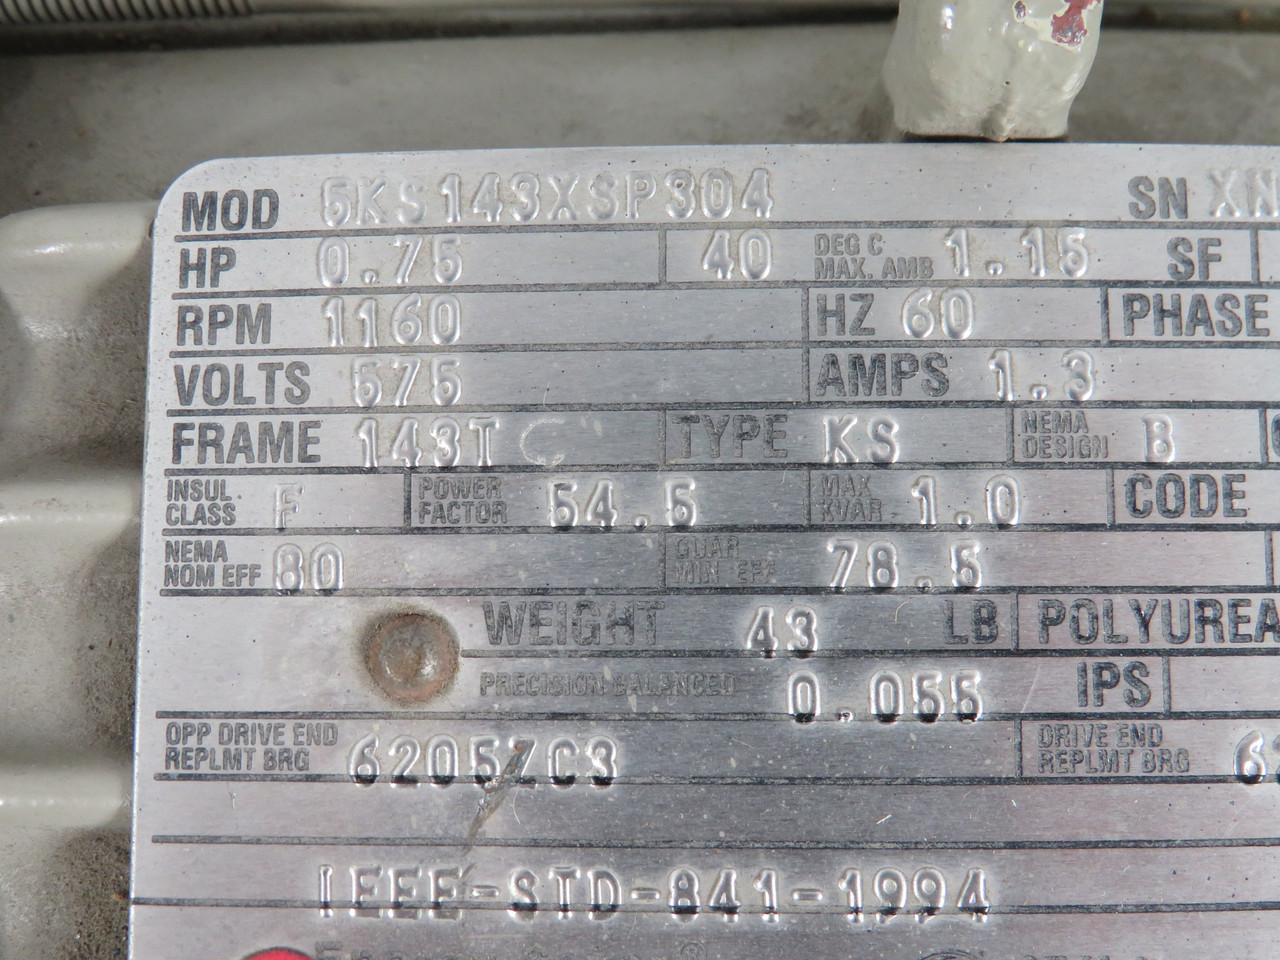 MOD 5KS143XSP304 SN XN
HP 0.75 40 DEG C MAX. AMB 1.15 SF
RPM 1160 HZ 60 PHASE
VOLTS 575 AMPS 1.3
FRAME 143T C TYPE KS NEMA DESIGN B
INSUL CLASS F POWER FACTOR 54.5 MAX KVAR 1.0 CODE
NEMA NOM EFF 80 GUAR MIN EFF 78.5
WEIGHT 43 LB POLYUREA
PRECISION BALANCED 0.055 IPS
OPP DRIVE END REPLMT BRG 6205ZC3 DRIVE END REPLMT BRG 62
IEEE-STD-841-1994